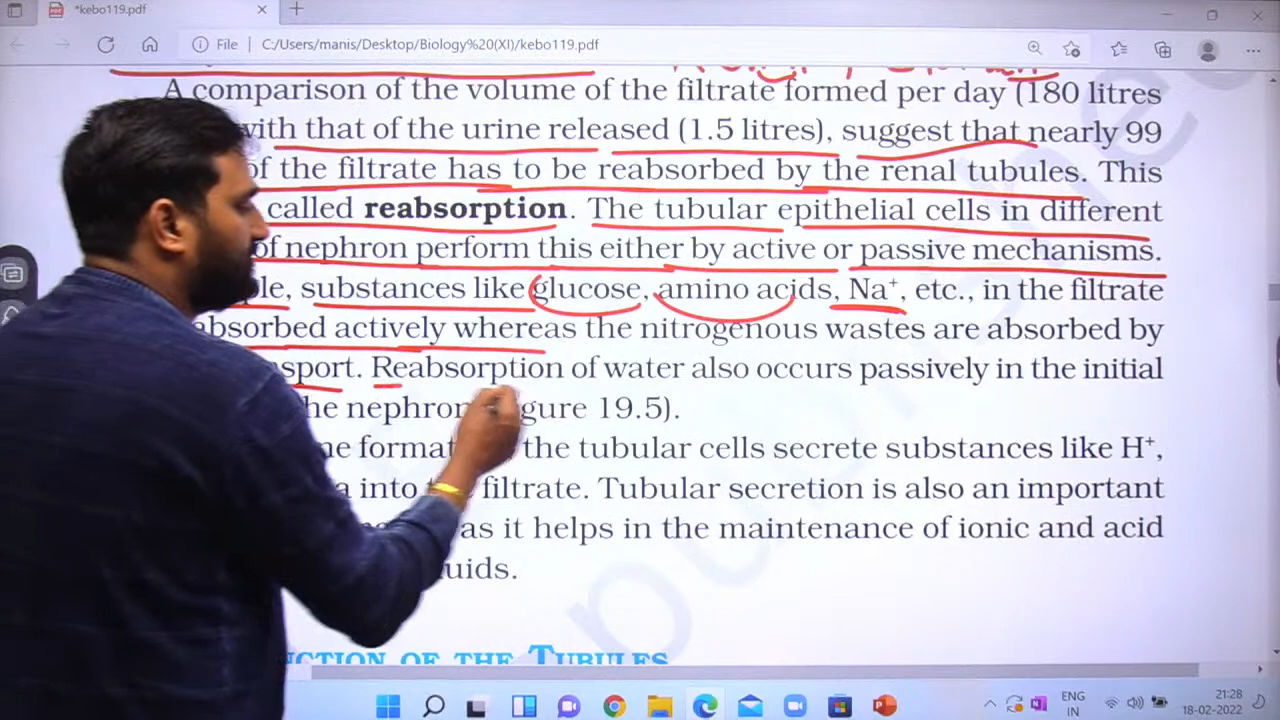 *kebo119.pdf
File
C:/Users/manis/Desktop/Biology%20(XI)/kebo119.pdf
A comparison of the volume of the filtrate formed per day (180 litres
with that of the urine released (1.5 litres), suggest that nearly 99
of the filtrate has to be reabsorbed by the renal tubules. This
called reabsorption. The tubular epithelial cells in different
of nephron perform this either by active or passive mechanisms.
substances like glucose, amino acids, Na⁺, etc., in the filtrate
absorbed actively whereas the nitrogenous wastes are absorbed by
Reabsorption of water also occurs passively in the initial
nephron 19.5).
the tubular cells secrete substances like H⁺,
into filtrate. Tubular secretion is also an important
as it helps in the maintenance of ionic and acid
OF THE TUBULES
ENG
IN
21:28
18-02-2022